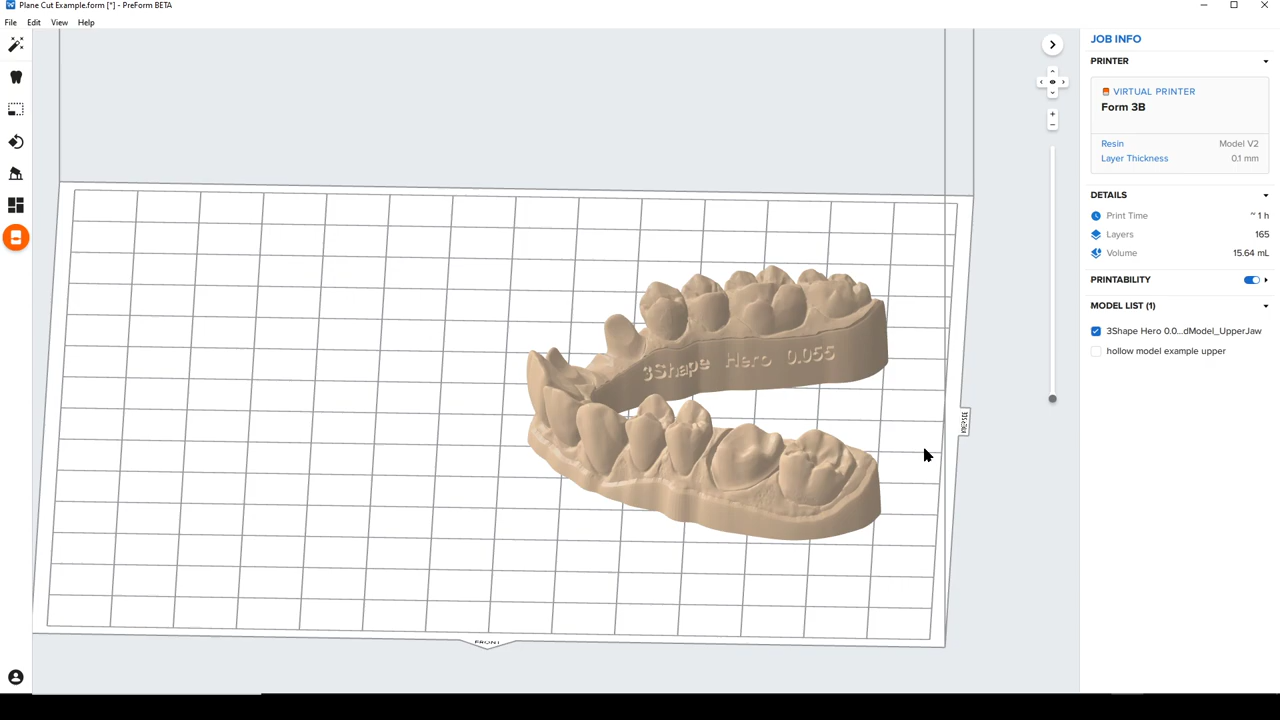 Plane Cut Example.form [*] - PreForm BETA
File Edit View Help
JOB INFO
PRINTER
VIRTUAL PRINTER
Form 3B
Resin Model V2
Layer Thickness 0.1 mm
DETAILS
Print Time ~ 1 h
Layers 165
Volume 15.64 mL
PRINTABILITY
MODEL LIST (1)
3Shape Hero 0.0...dModel_UpperJaw
hollow model example upper
3Shape Hero 0.055
FRONT